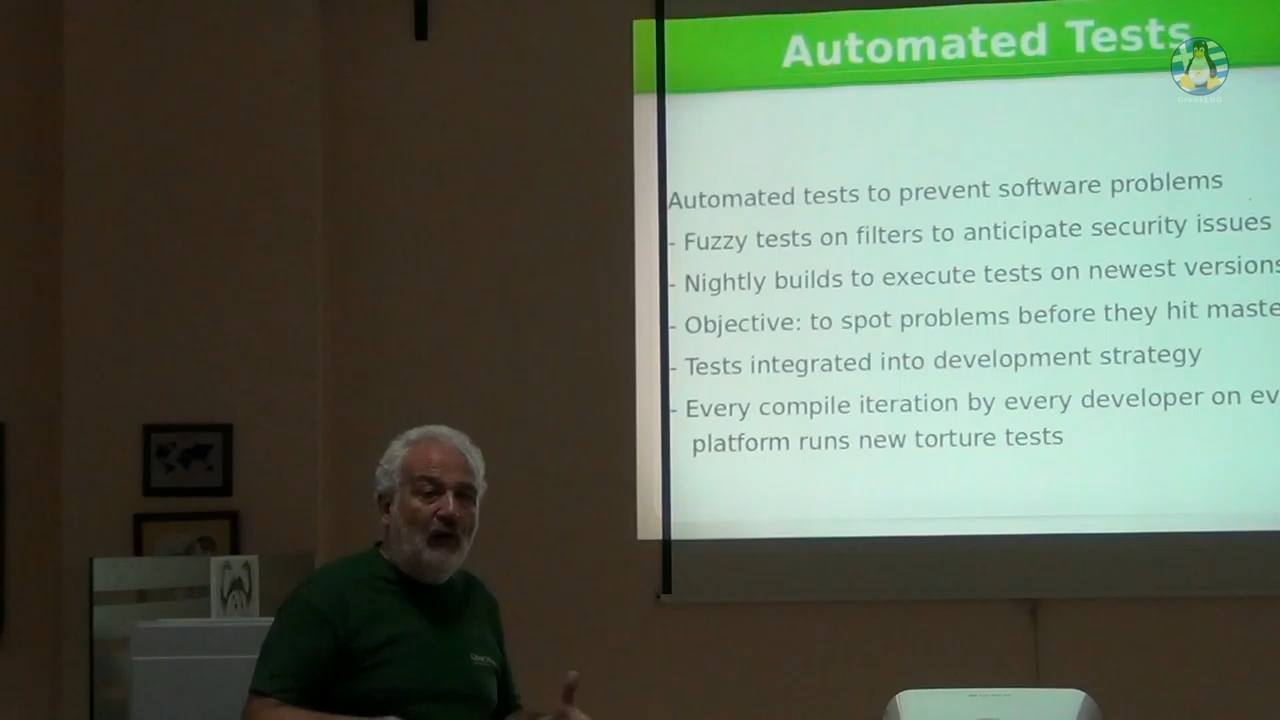 Automated Tests
GreekLUG
Automated tests to prevent software problems
- Fuzzy tests on filters to anticipate security issues
- Nightly builds to execute tests on newest versions
- Objective: to spot problems before they hit maste
- Tests integrated into development strategy
- Every compile iteration by every developer on ev
platform runs new torture tests